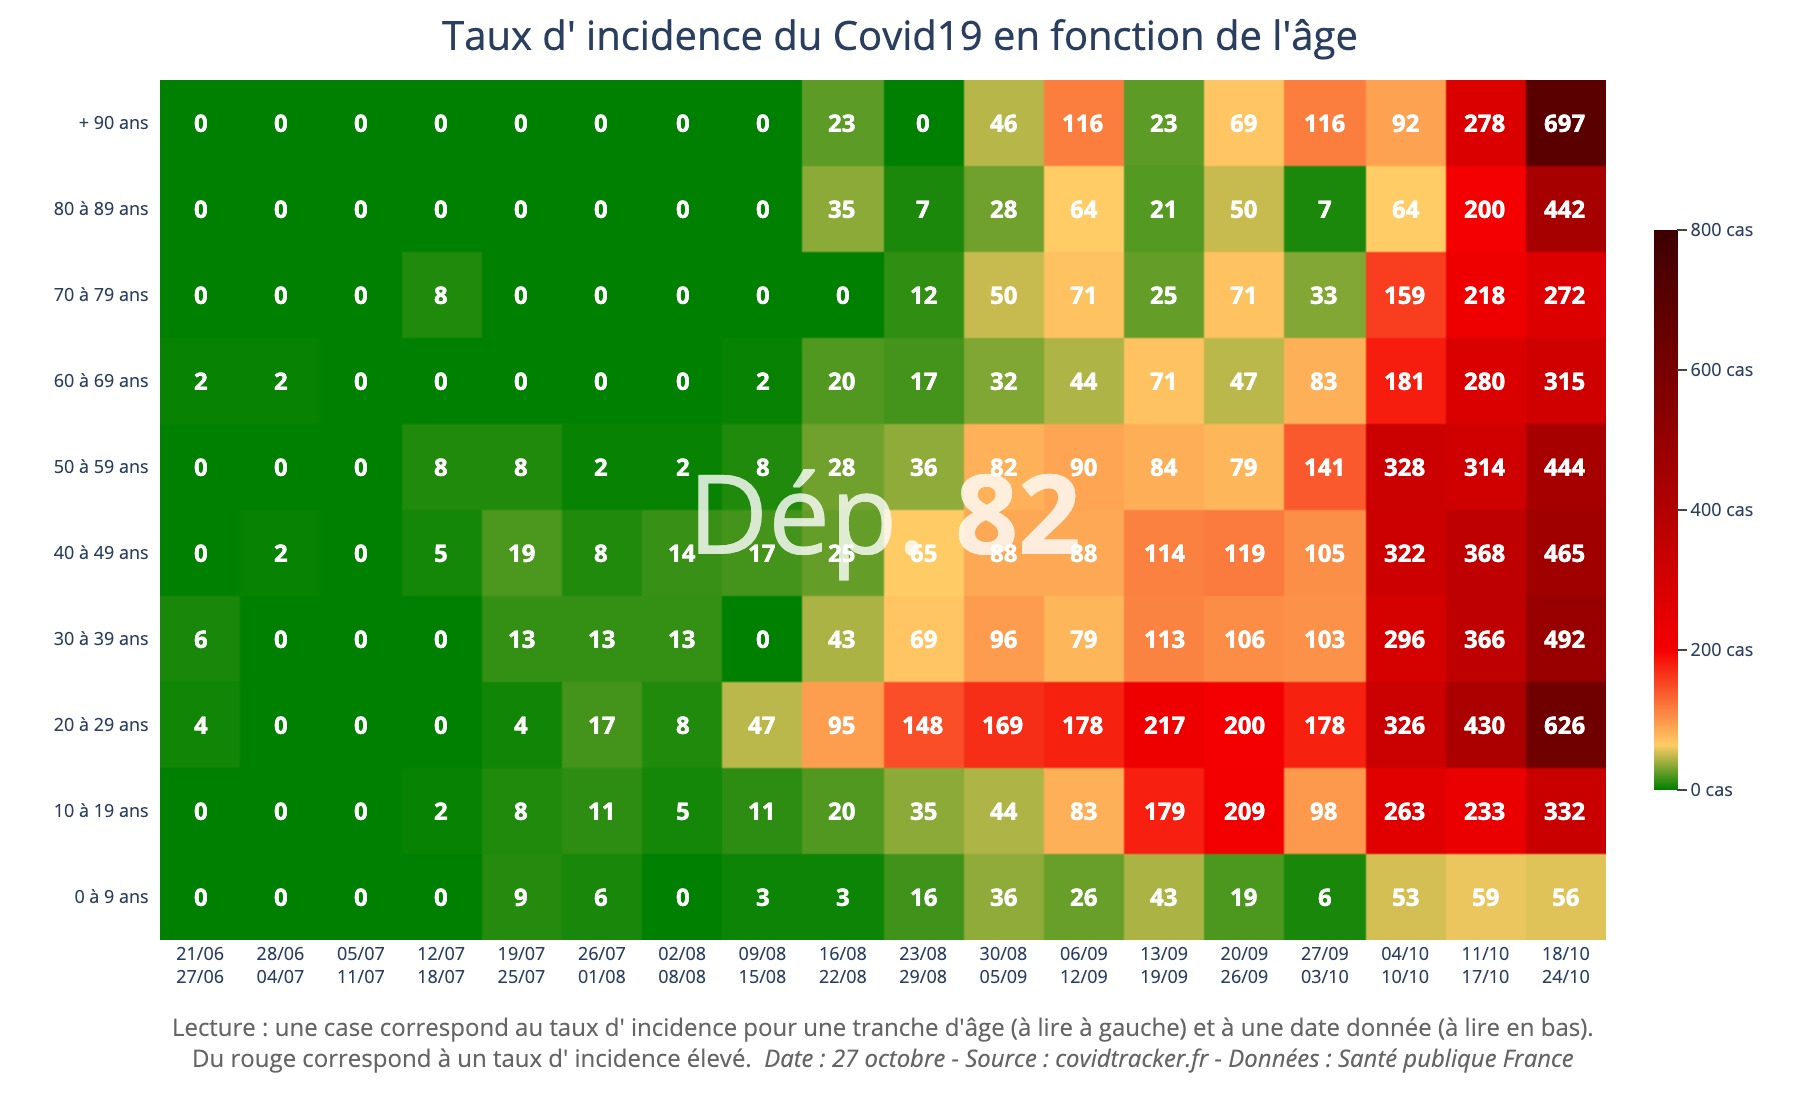 Taux d' incidence du Covid19 en fonction de l'âge
+ 90 ans 0 0 0 0 0 0 0 0 23 0 46 116 23 69 116 92 278 697
80 à 89 ans 0 0 0 0 0 0 0 0 35 7 28 64 21 50 7 64 200 442
70 à 79 ans 0 0 0 8 0 0 0 0 0 12 50 71 25 71 33 159 218 272
60 à 69 ans 2 2 0 0 0 0 0 2 20 17 32 44 71 47 83 181 280 315
50 à 59 ans 0 0 0 8 8 2 2 8 28 36 82 90 84 79 141 328 314 444
Dép. 82
40 à 49 ans 0 2 0 5 19 8 14 17 25 65 88 88 114 119 105 322 368 465
30 à 39 ans 6 0 0 0 13 13 13 0 43 69 96 79 113 106 103 296 366 492
20 à 29 ans 4 0 0 0 4 17 8 47 95 148 169 178 217 200 178 326 430 626
10 à 19 ans 0 0 0 2 8 11 5 11 20 35 44 83 179 209 98 263 233 332
0 à 9 ans 0 0 0 0 9 6 0 3 3 16 36 26 43 19 6 53 59 56
21/06 28/06 05/07 12/07 19/07 26/07 02/08 09/08 16/08 23/08 30/08 06/09 13/09 20/09 27/09 04/10 11/10 18/10
27/06 04/07 11/07 18/07 25/07 01/08 08/08 15/08 22/08 29/08 05/09 12/09 19/09 26/09 03/10 10/10 17/10 24/10
800 cas
600 cas
400 cas
200 cas
0 cas
Lecture : une case correspond au taux d' incidence pour une tranche d'âge (à lire à gauche) et à une date donnée (à lire en bas).
Du rouge correspond à un taux d' incidence élevé. Date : 27 octobre - Source : covidtracker.fr - Données : Santé publique France